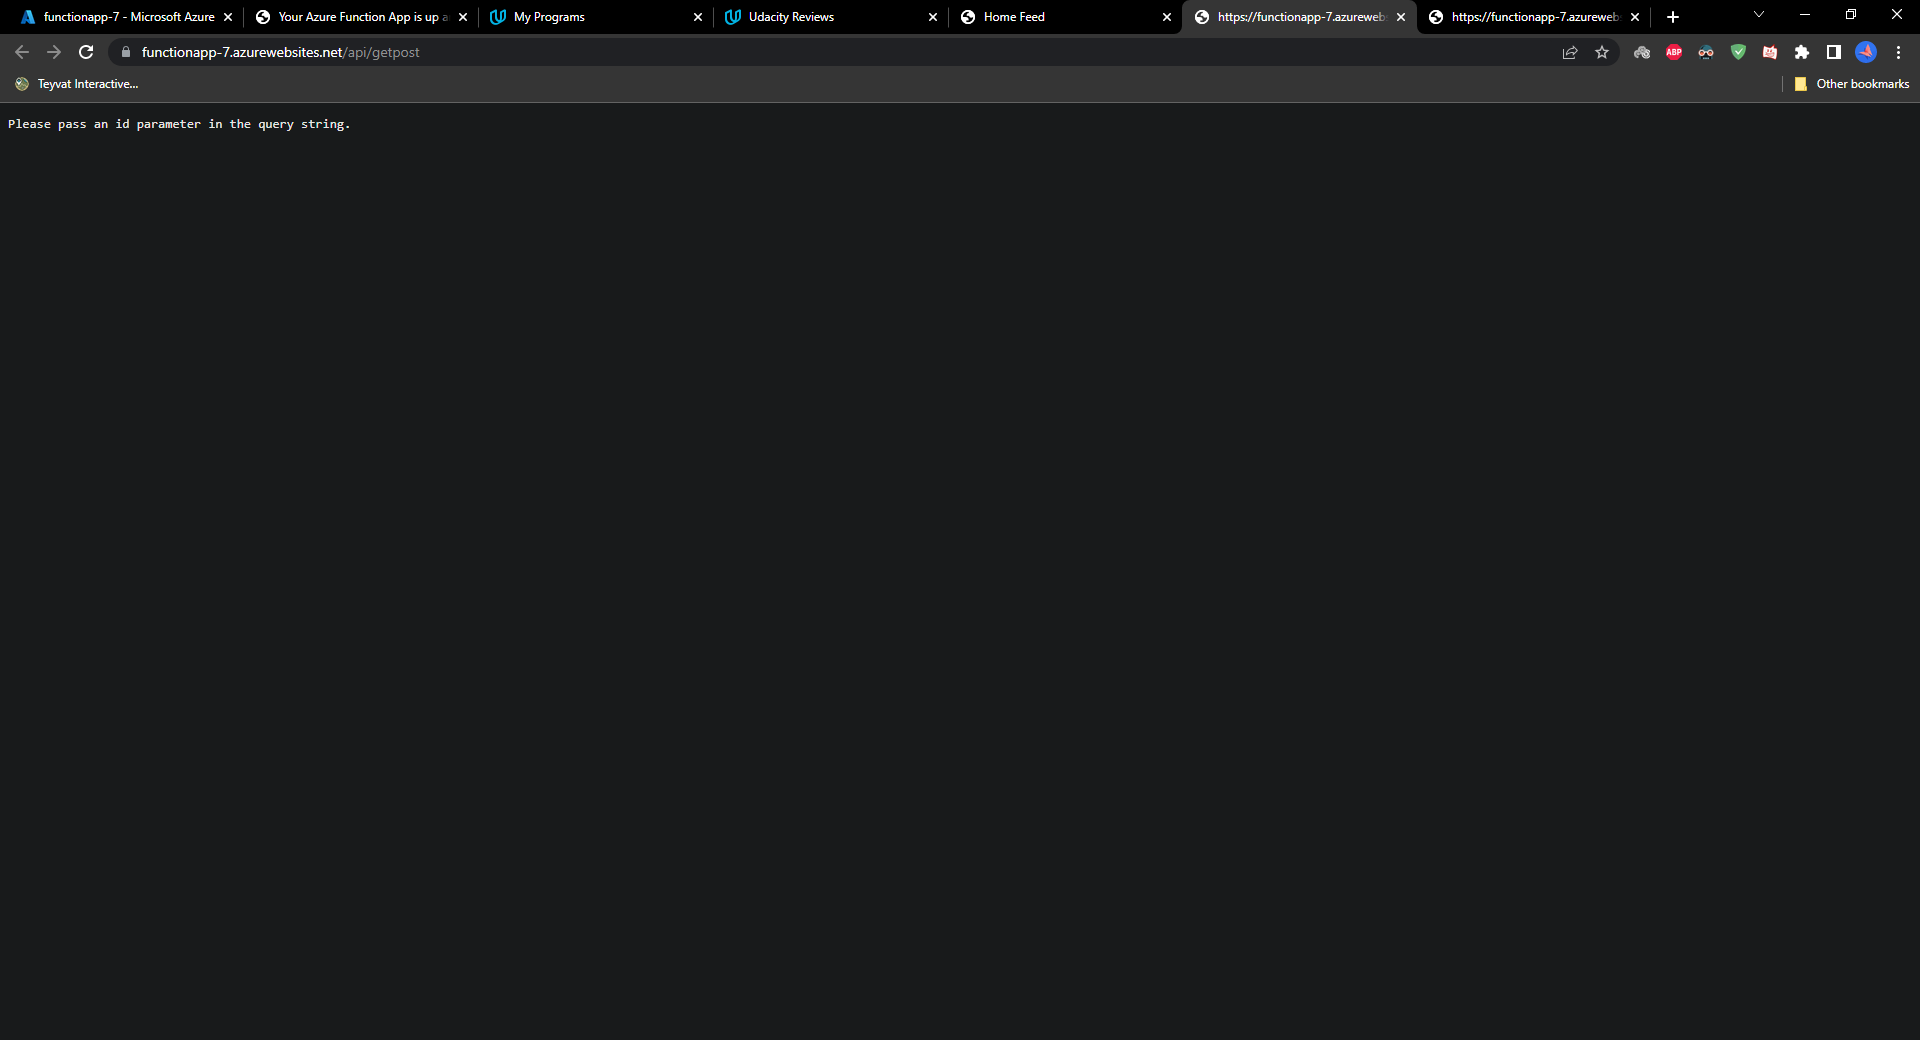 functionapp-7 - Microsoft Azure
Your Azure Function App is up a
My Programs
Udacity Reviews
Home Feed
https://functionapp-7.azureweb
https://functionapp-7.azureweb
functionapp-7.azurewebsites.net/api/getpost
ABP
Teyvat Interactive...
Other bookmarks
Please pass an id parameter in the query string.